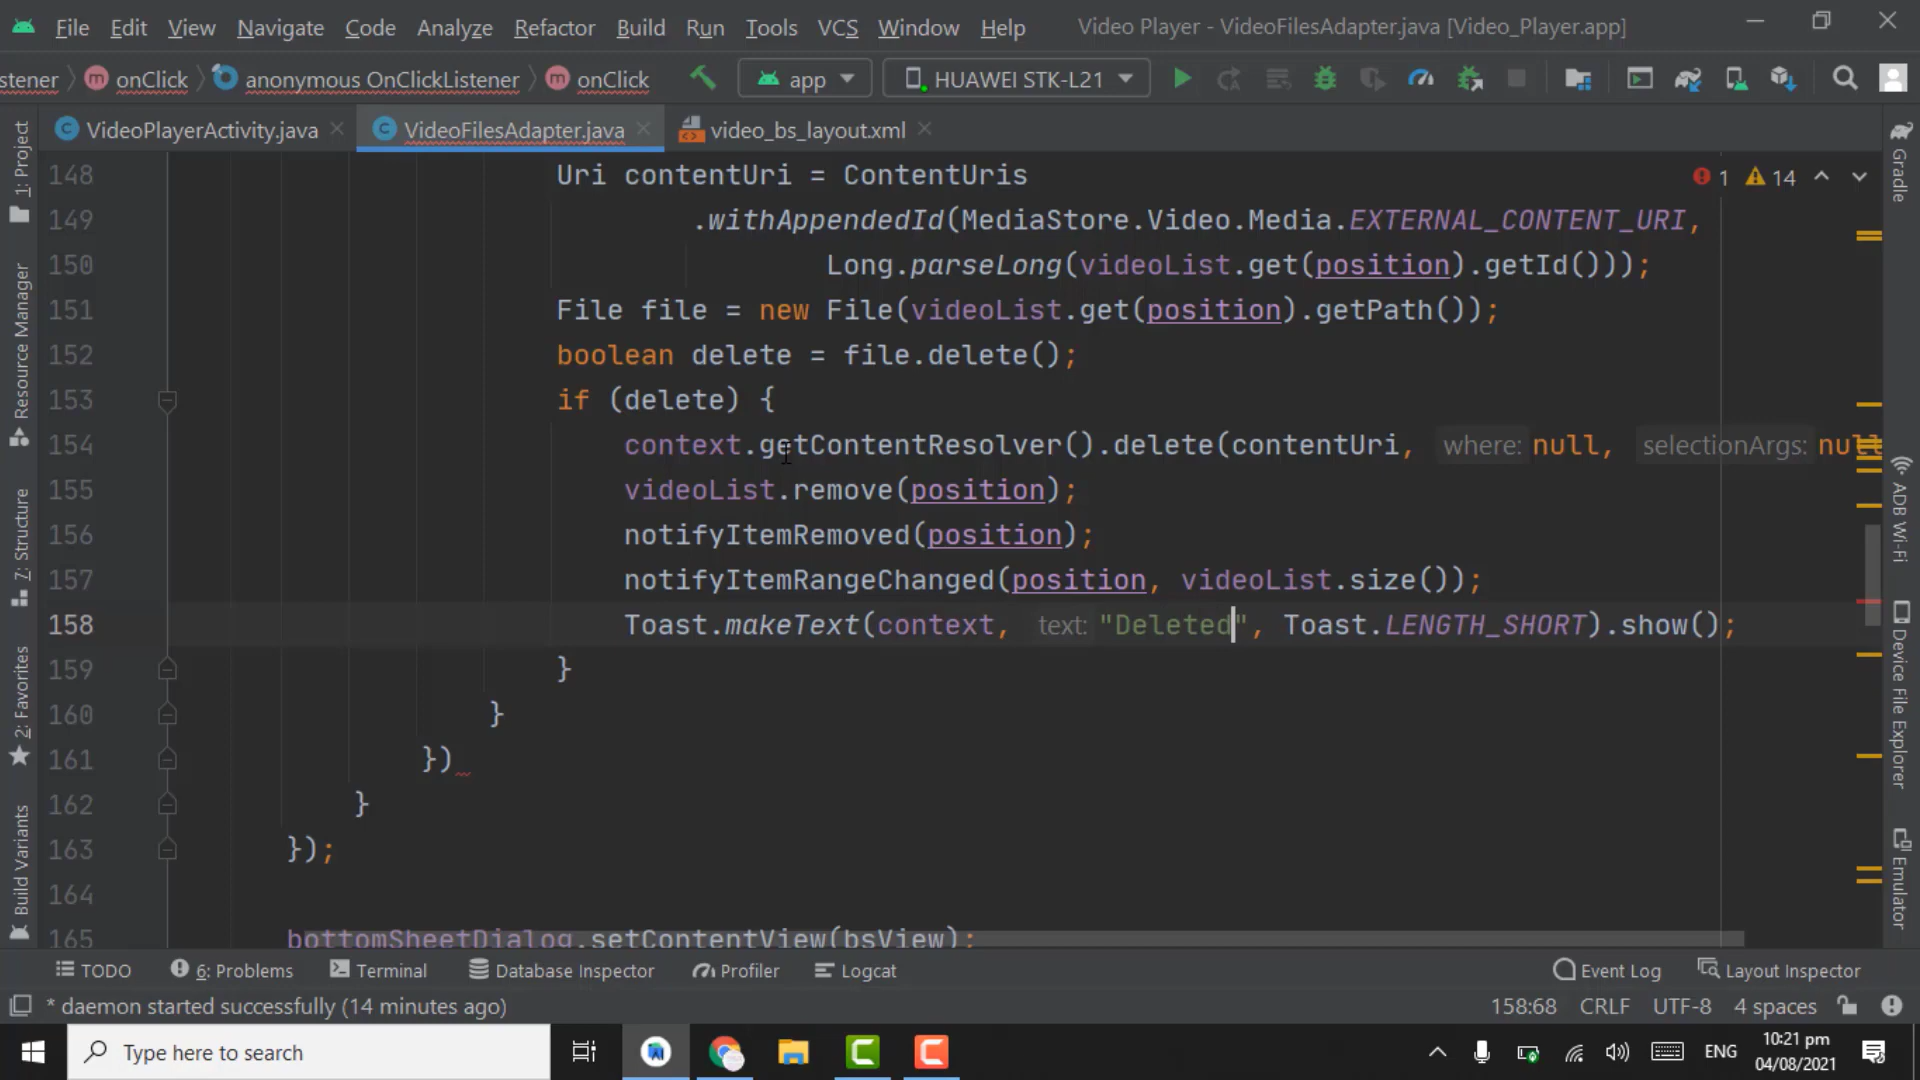 File Edit View Navigate Code Analyze Refactor Build Run Tools VCS Window Help Video Player - VideoFilesAdapter.java [Video_Player.app]
stener onClick anonymous OnClickListener onClick app HUAWEI STK-L21
VideoPlayerActivity.java VideoFilesAdapter.java video_bs_layout.xml
148 Uri contentUri = ContentUris
1 14
149 .withAppendedId(MediaStore.Video.Media.EXTERNAL_CONTENT_URI,
150 Long.parseLong(videoList.get(position).getId()));
151 File file = new File(videoList.get(position).getPath());
152 boolean delete = file.delete();
153 if (delete) {
154 context.getContentResolver().delete(contentUri, where: null, selectionArgs: null
155 videoList.remove(position);
156 notifyItemRemoved(position);
157 notifyItemRangeChanged(position, videoList.size());
158 Toast.makeText(context, text: "Deleted", Toast.LENGTH_SHORT).show();
159 }
160 }
161 })
162 }
163 });
164
165 bottomSheetDialog.setContentView(bsView);
1: Project
Resource Manager
7: Structure
2: Favorites
Build Variants
Gradle
ADB Wi-Fi
Device File Explorer
Emulator
TODO 6: Problems Terminal Database Inspector Profiler Logcat Event Log Layout Inspector
* daemon started successfully (14 minutes ago) 158:68 CRLF UTF-8 4 spaces
Type here to search
ENG
10:21 pm
04/08/2021